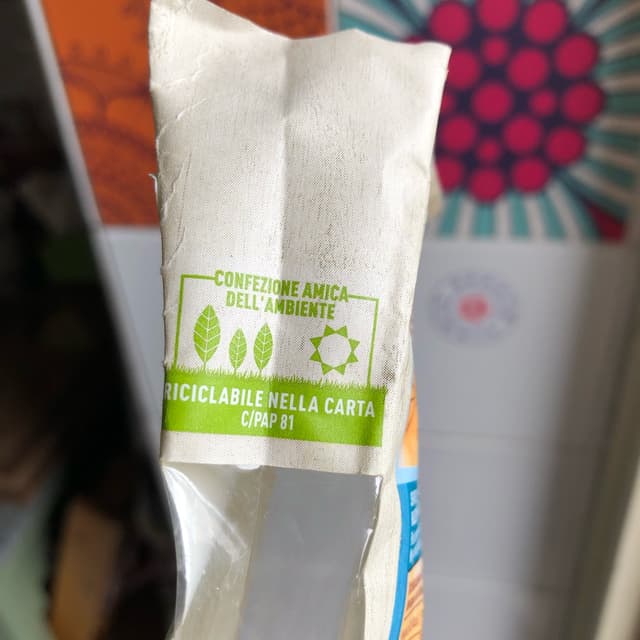 CONFEZIONE AMICA
DELL'AMBIENTE
RICICLABILE NELLA CARTA
C/PAP 81